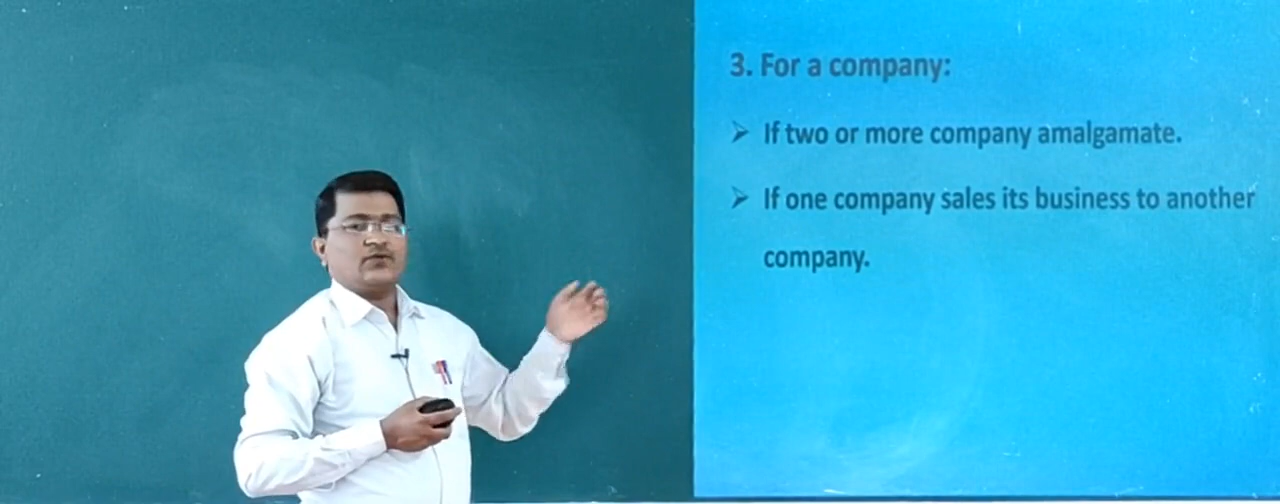 3. For a company:
➢ If two or more company amalgamate.
➢ If one company sales its business to another
company.